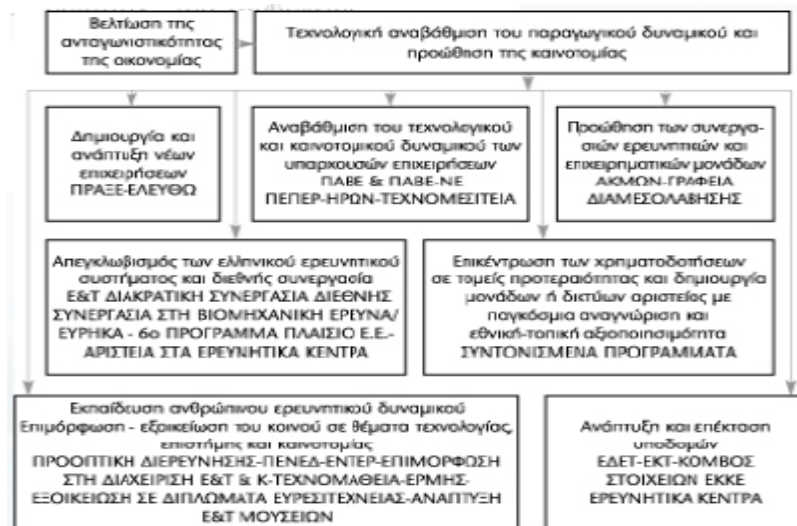 Βελτίωση της
ανταγωνιστικότητας
της οικονομίας
Τεχνολογική αναβάθμιση του παραγωγικού δυναμικού και
προώθηση της καινοτομίας
Δημιουργία και
ανάπτυξη νέων
επιχειρήσεων
ΠΡΑΞΕ-ΕΛΕΥΘΩ
Αναβάθμιση του τεχνολογικού
και καινοτομικού δυναμικού των
υπαρχουσών επιχειρήσεων
ΠΑΒΕ & ΠΑΒΕ-ΝΕ
ΠΕΠΕΡ-ΗΡΩΝ-ΤΕΧΝΟΜΕΣΙΤΕΙΑ
Προώθηση των συνεργα-
σιών ερευνητικών και
επιχειρηματικών μονάδων
ΑΚΜΩΝ-ΓΡΑΦΕΙΑ
ΔΙΑΜΕΣΟΛΑΒΗΣΗΣ
Απεγκλωβισμός των ελληνικού ερευνητικού
συστήματος και διεθνής συνεργασία
Ε&Τ ΔΙΑΚΡΑΤΙΚΗ ΣΥΝΕΡΓΑΣΙΑ ΔΙΕΘΝΗΣ
ΣΥΝΕΡΓΑΣΙΑ ΣΤΗ ΒΙΟΜΗΧΑΝΙΚΗ ΕΡΕΥΝΑ/
ΕΥΡΗΚΑ - 6ο ΠΡΟΓΡΑΜΜΑ ΠΛΑΙΣΙΟ Ε.Ε.-
ΑΡΙΣΤΕΙΑ ΣΤΑ ΕΡΕΥΝΗΤΙΚΑ ΚΕΝΤΡΑ
Επικέντρωση των χρηματοδοτήσεων
σε τομείς προτεραιότητας και δημιουργία
μονάδων ή δικτύων αριστείας με
παγκόσμια αναγνώριση και
εθνική-τοπική αξιοποιησιμότητα
ΣΥΝΤΟΝΙΣΜΕΝΑ ΠΡΟΓΡΑΜΜΑΤΑ
Εκπαίδευση ανθρώπινου ερευνητικού δυναμικού
Επιμόρφωση - εξοικείωση του κοινού σε θέματα τεχνολογίας,
επιστήμης και καινοτομίας
ΠΡΟΟΠΤΙΚΗ ΔΙΕΡΕΥΝΗΣΗΣ-ΠΕΝΕΔ-ΕΝΤΕΡ-ΕΠΙΜΟΡΦΩΣΗ
ΣΤΗ ΔΙΑΧΕΙΡΙΣΗ Ε&Τ & Κ-ΤΕΧΝΟΜΑΘΕΙΑ-ΕΡΜΗΣ-
ΕΞΟΙΚΕΙΩΣΗ ΣΕ ΔΙΠΛΩΜΑΤΑ ΕΥΡΕΣΙΤΕΧΝΕΙΑΣ-ΑΝΑΠΤΥΞΗ
Ε&Τ ΜΟΥΣΕΙΩΝ
Ανάπτυξη και επέκταση
υποδομών
ΕΔΕΤ-ΕΚΤ-ΚΟΜΒΟΣ
ΣΤΟΙΧΕΙΩΝ ΕΚΚΕ
ΕΡΕΥΝΗΤΙΚΑ ΚΕΝΤΡΑ